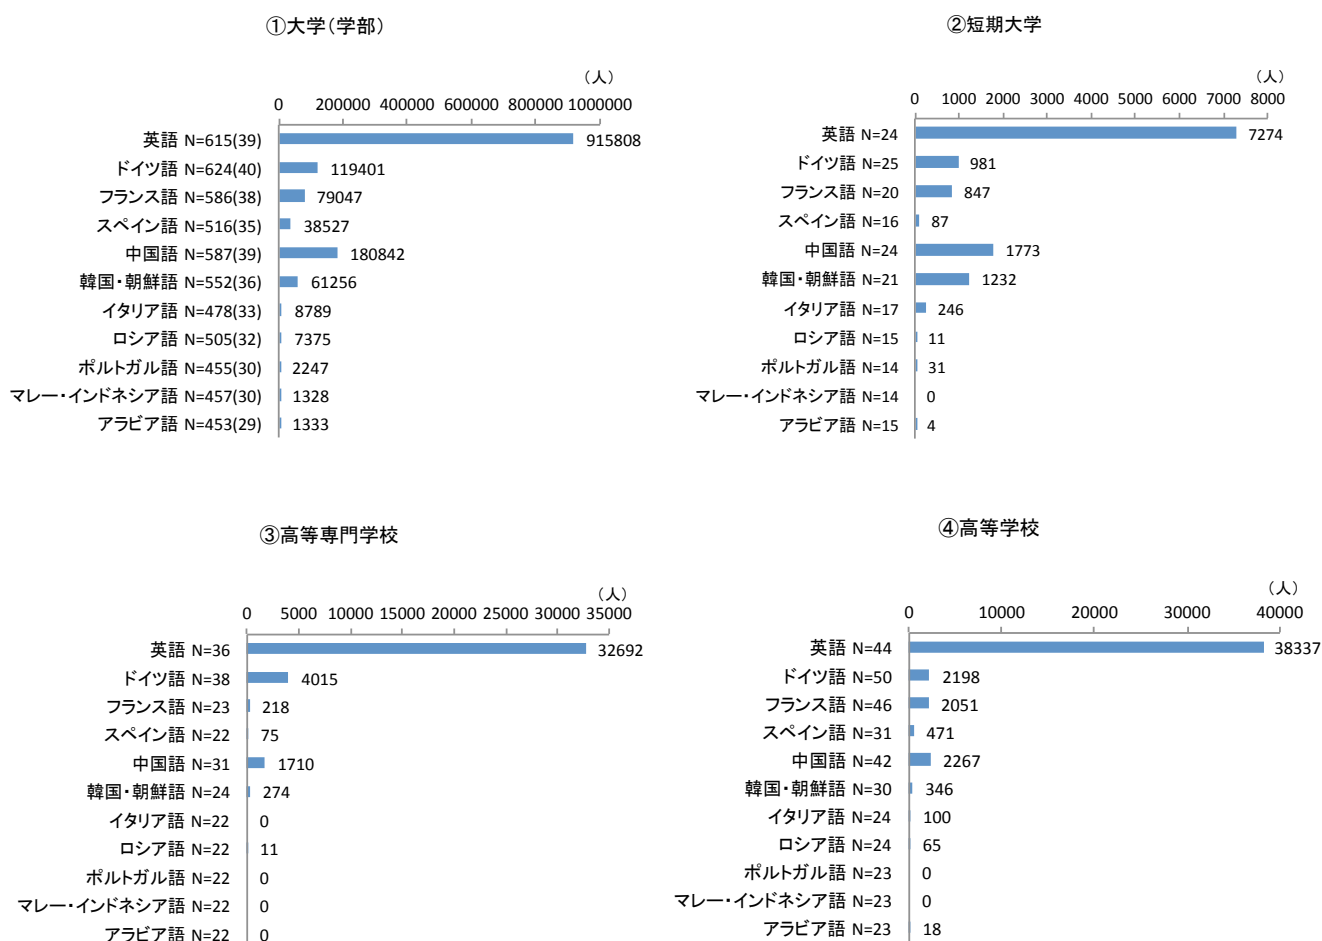 ①大学(学部)
(人)
0 200000 400000 600000 800000 1000000
英語 N=615(39) 915808
ドイツ語 N=624(40) 119401
フランス語 N=586(38) 79047
スペイン語 N=516(35) 38527
中国語 N=587(39) 180842
韓国・朝鮮語 N=552(36) 61256
イタリア語 N=478(33) 8789
ロシア語 N=505(32) 7375
ポルトガル語 N=455(30) 2247
マレー・インドネシア語 N=457(30) 1328
アラビア語 N=453(29) 1333
②短期大学
(人)
0 1000 2000 3000 4000 5000 6000 7000 8000
英語 N=24 7274
ドイツ語 N=25 981
フランス語 N=20 847
スペイン語 N=16 87
中国語 N=24 1773
韓国・朝鮮語 N=21 1232
イタリア語 N=17 246
ロシア語 N=15 11
ポルトガル語 N=14 31
マレー・インドネシア語 N=14 0
アラビア語 N=15 4
③高等専門学校
(人)
0 5000 10000 15000 20000 25000 30000 35000
英語 N=36 32692
ドイツ語 N=38 4015
フランス語 N=23 218
スペイン語 N=22 75
中国語 N=31 1710
韓国・朝鮮語 N=24 274
イタリア語 N=22 0
ロシア語 N=22 11
ポルトガル語 N=22 0
マレー・インドネシア語 N=22 0
アラビア語 N=22 0
④高等学校
(人)
0 10000 20000 30000 40000
英語 N=44 38337
ドイツ語 N=50 2198
フランス語 N=46 2051
スペイン語 N=31 471
中国語 N=42 2267
韓国・朝鮮語 N=30 346
イタリア語 N=24 100
ロシア語 N=24 65
ポルトガル語 N=23 0
マレー・インドネシア語 N=23 0
アラビア語 N=23 18